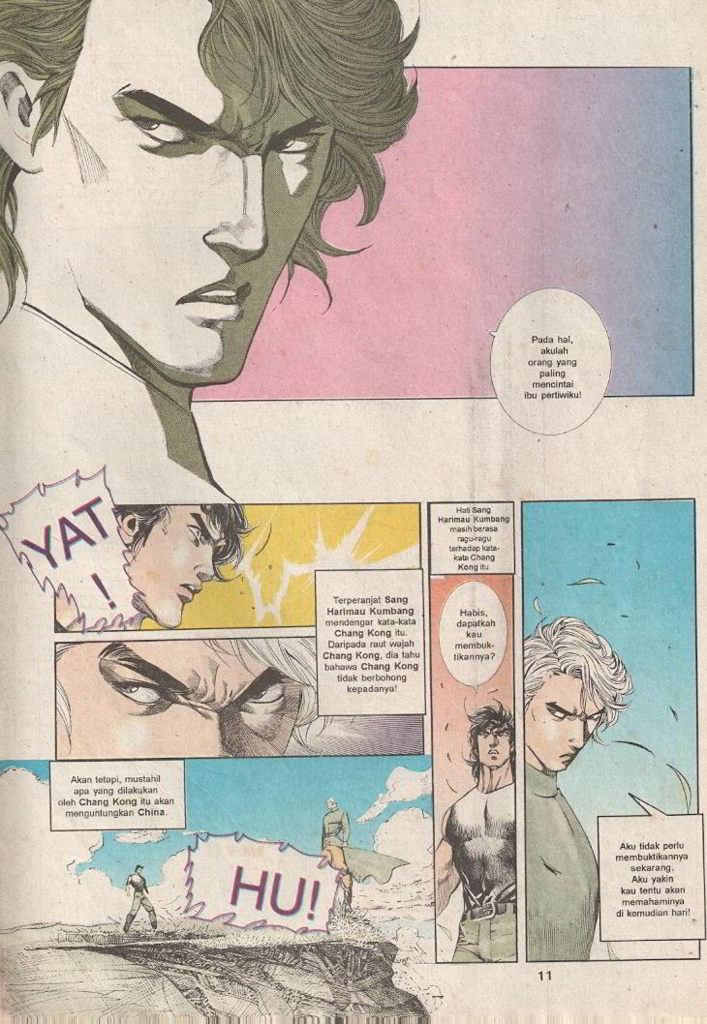 Pada hal,
akulah
orang yang
paling
mencintai
ibu pertiwiku!
YAT
!
Terperanjat Sang
Harimau Kumbang
mendengar kata-kata
Chang Kong itu.
Daripada raut wajah
Chang Kong, dia tahu
bahawa Chang Kong
tidak berbohong
kepadanya!
Akan tetapi, mustahil
apa yang dilakukan
oleh Chang Kong itu akan
menguntungkan China.
HU!
Hati Sang
Harimau Kumbang
masih berasa
ragu-ragu
terhadap kata-
kata Chang
Kong itu
Habis,
dapatkah
kau
membuk-
tikannya?
Aku tidak perlu
membuktikannya
sekarang.
Aku yakin
kau tentu akan
memahaminya
di kemudian hari!
11